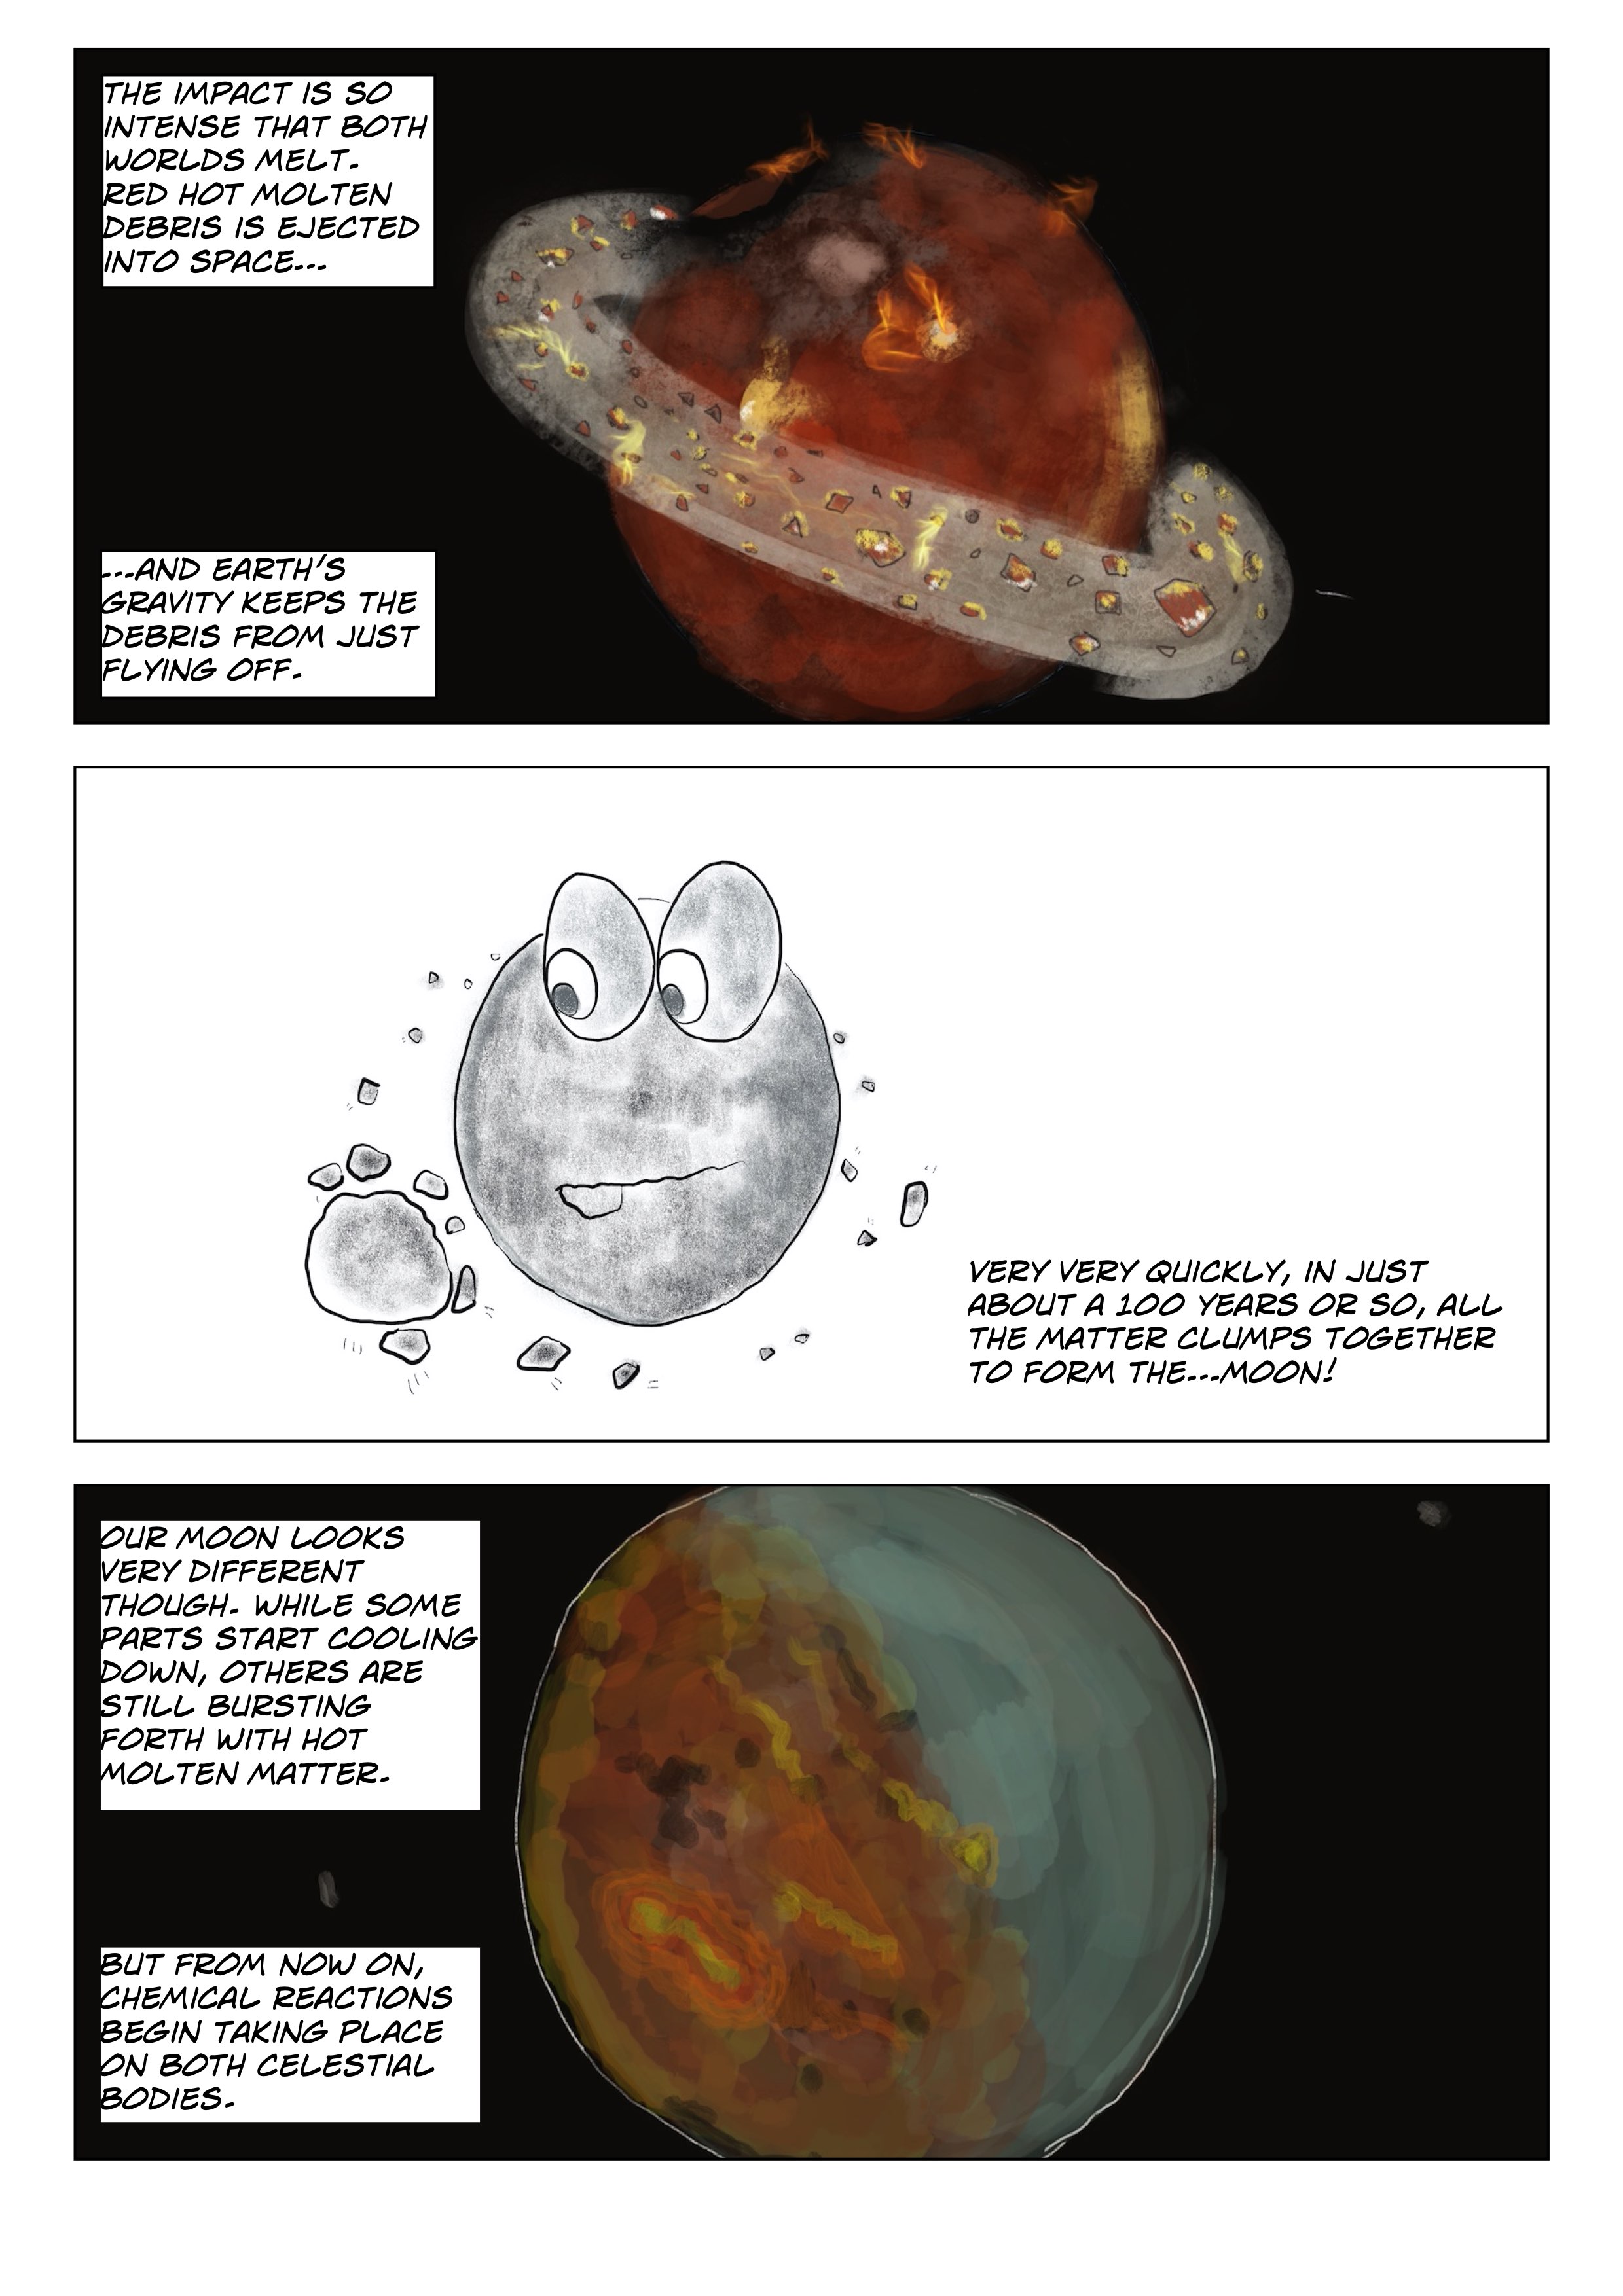 THE IMPACT IS SO
INTENSE THAT BOTH
WORLDS MELT.
RED HOT MOLTEN
DEBRIS IS EJECTED
INTO SPACE...
...AND EARTH'S
GRAVITY KEEPS THE
DEBRIS FROM JUST
FLYING OFF.
VERY VERY QUICKLY, IN JUST
ABOUT A 100 YEARS OR SO, ALL
THE MATTER CLUMPS TOGETHER
TO FORM THE...MOON!
OUR MOON LOOKS
VERY DIFFERENT
THOUGH. WHILE SOME
PARTS START COOLING
DOWN, OTHERS ARE
STILL BURSTING
FORTH WITH HOT
MOLTEN MATTER.
BUT FROM NOW ON,
CHEMICAL REACTIONS
BEGIN TAKING PLACE
ON BOTH CELESTIAL
BODIES.